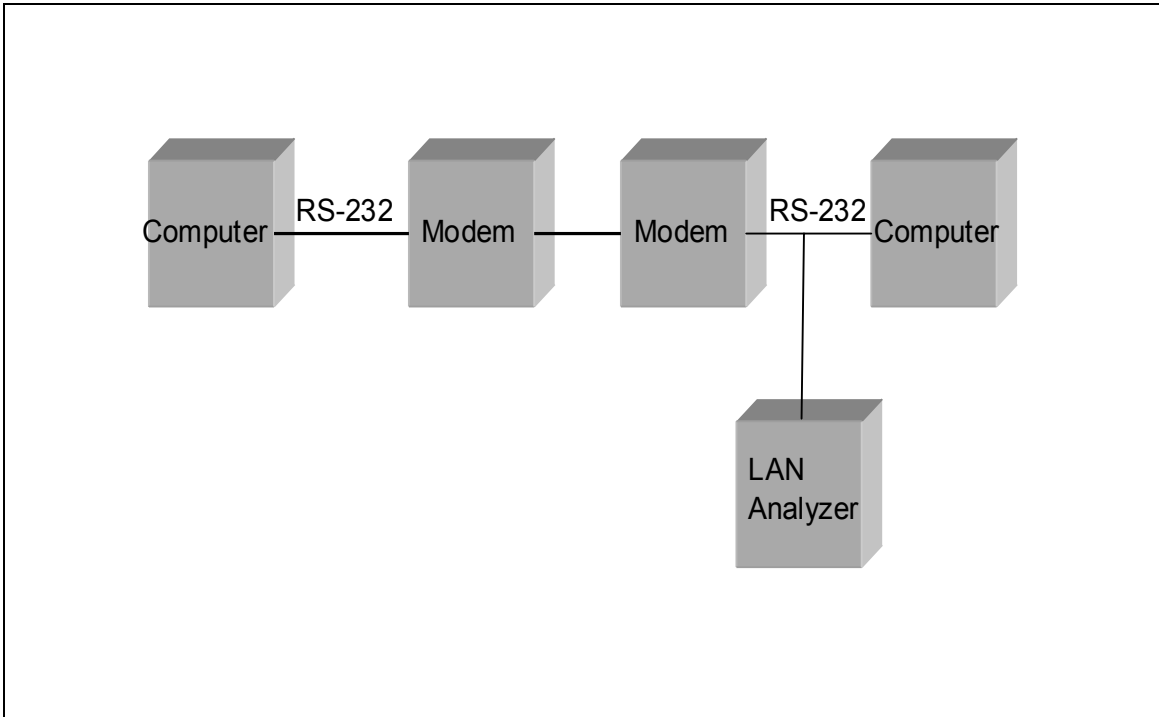 RS-232
RS-232
Computer
Modem
Modem
Computer
LAN
Analyzer